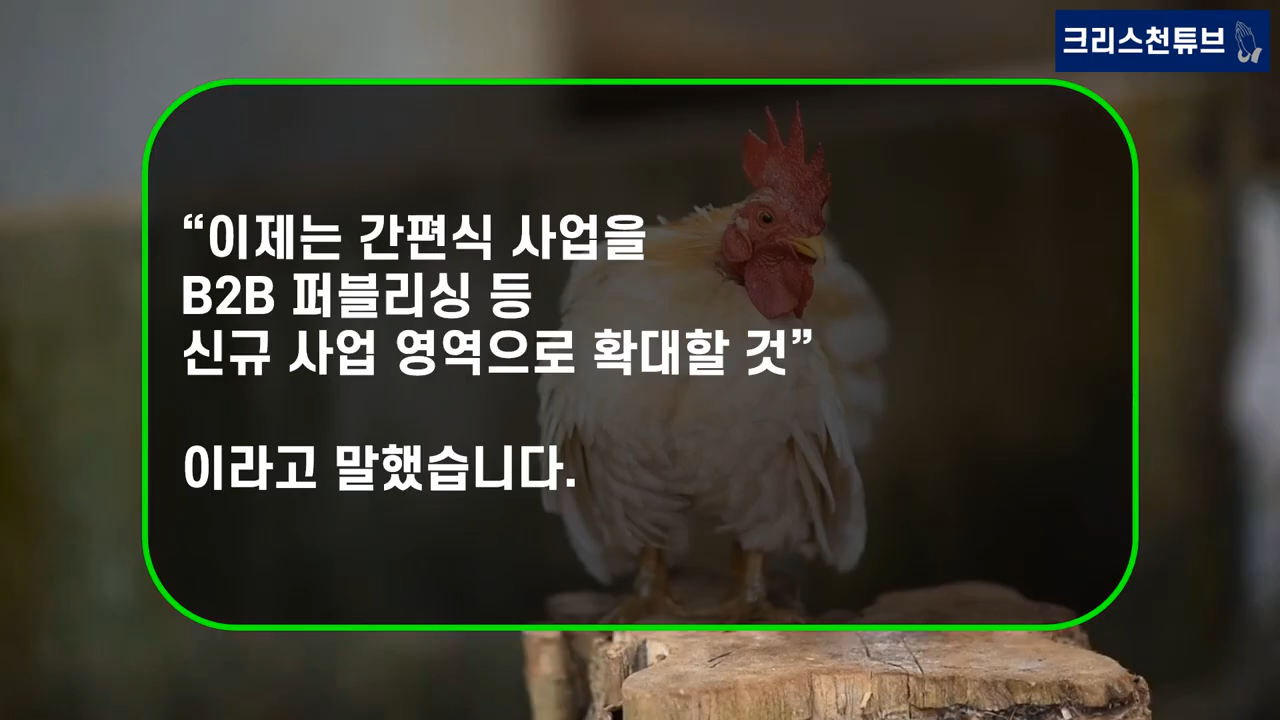 크리스천튜브
“이제는 간편식 사업을
B2B 퍼블리싱 등
신규 사업 영역으로 확대할 것”
이라고 말했습니다.